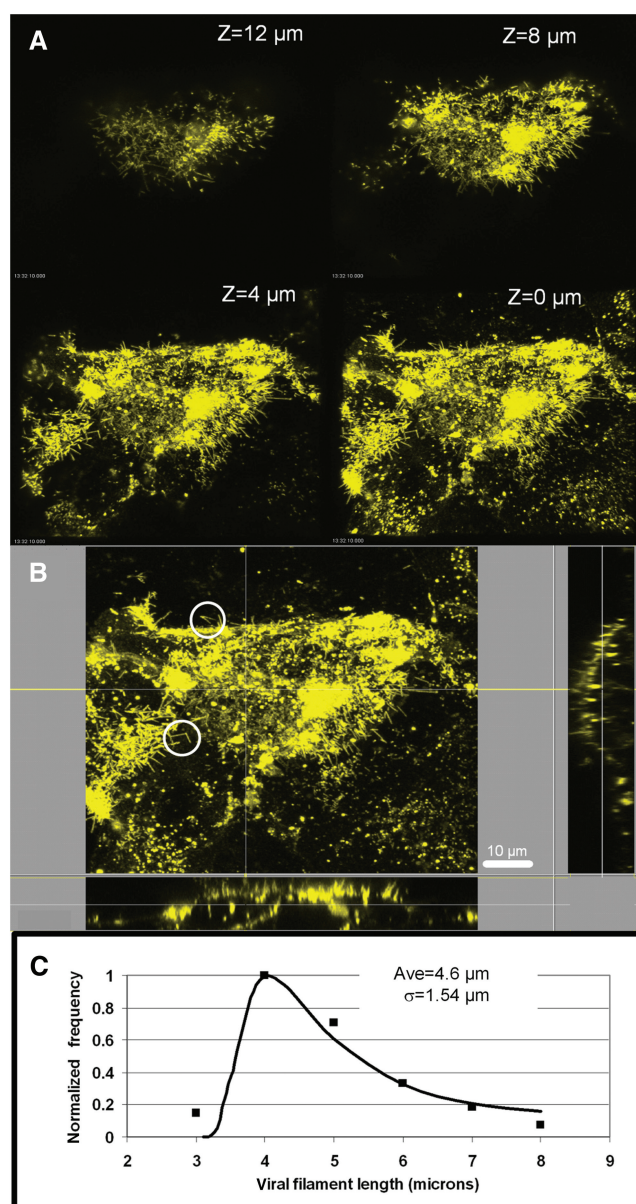 A
Z=12 µm
Z=8 µm
13:32 10.000
13:32 10.000
Z=4 µm
Z=0 µm
13:32 10.000
13:32 10.000
B
10 µm
C
Ave=4.6 µm
σ=1.54 µm
Normalized frequency
1
0.8
0.6
0.4
0.2
0
2 3 4 5 6 7 8 9
Viral filament length (microns)